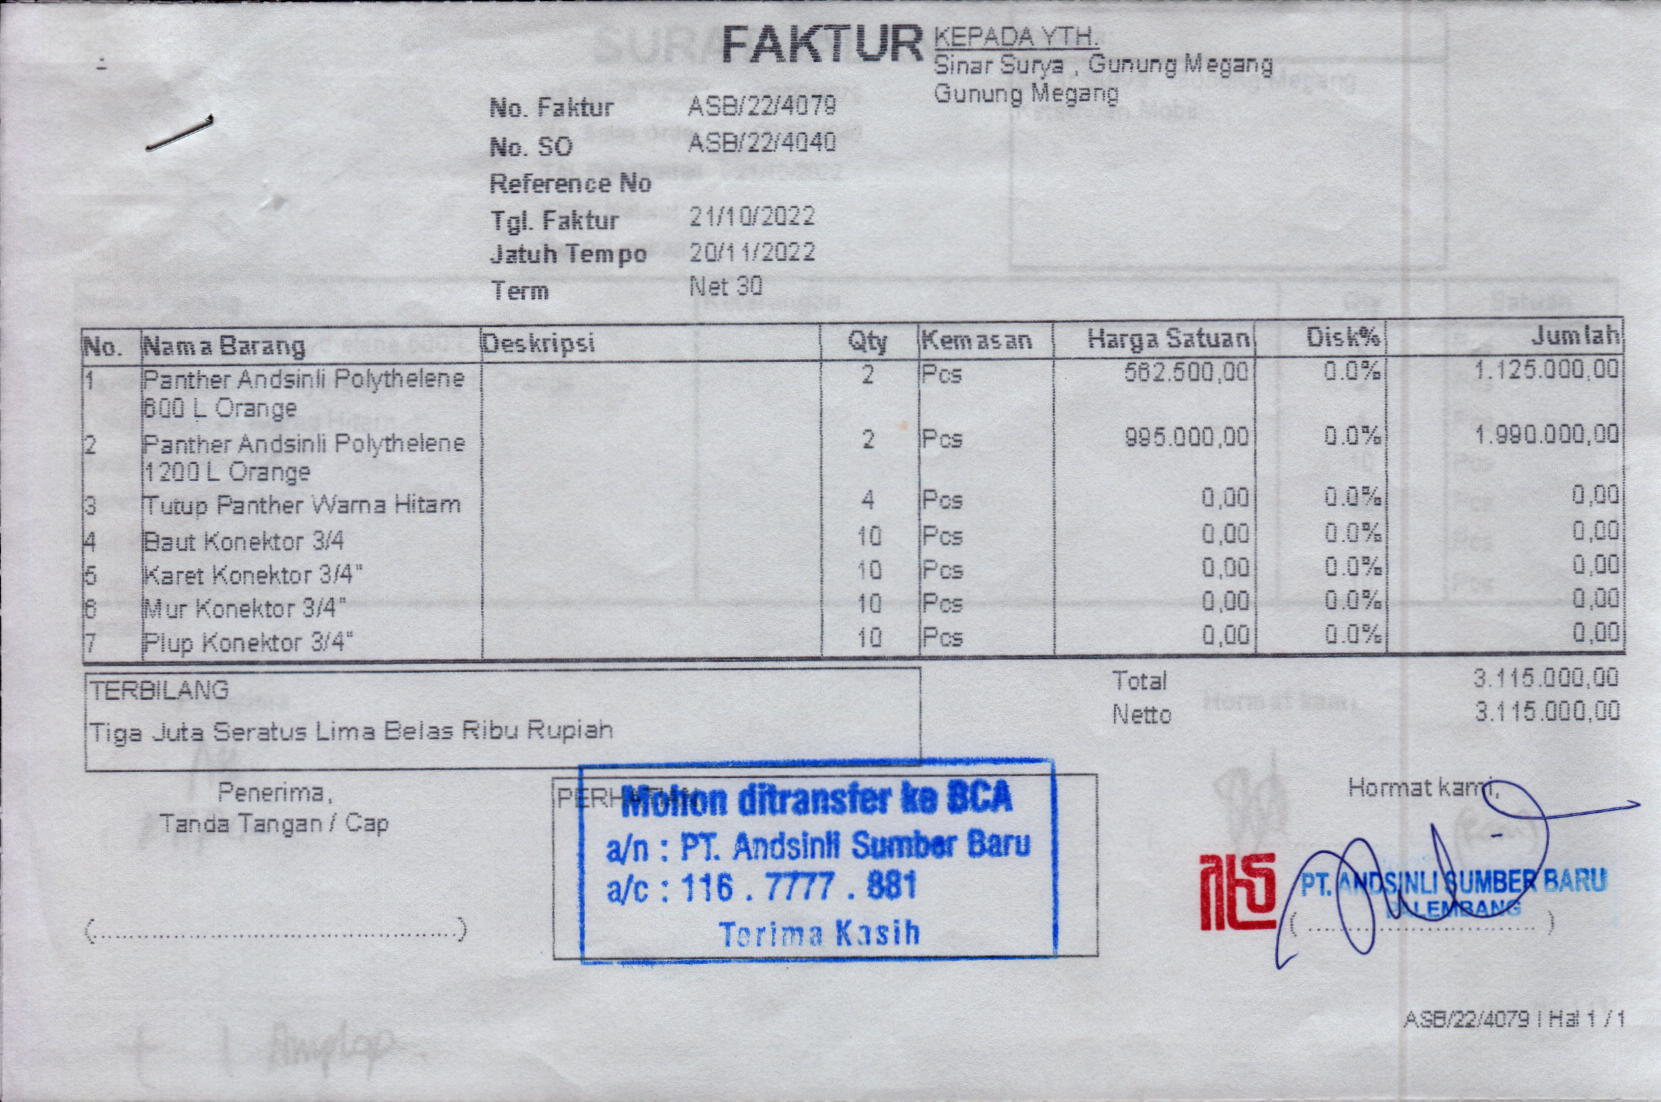 FAKTUR
KEPADA YTH.
Sinar Surya , Gunung Megang
Gunung Megang
No. Faktur ASB/22/4079
No. SO ASB/22/4040
Reference No
Tgl. Faktur 21/10/2022
Jatuh Tempo 20/11/2022
Term Net 30
No. Nama Barang Deskripsi Qty Kemasan Harga Satuan Disk% Jumlah
1 Panther Andsinli Polythelene 2 Pcs 562.500,00 0.0% 1.125.000,00
600 L Orange
2 Panther Andsinli Polythelene 2 Pcs 995.000,00 0.0% 1.990.000,00
1200 L Orange
3 Tutup Panther Warna Hitam 4 Pcs 0,00 0.0% 0,00
4 Baut Konektor 3/4 10 Pcs 0,00 0.0% 0,00
5 Karet Konektor 3/4" 10 Pcs 0,00 0.0% 0,00
6 Mur Konektor 3/4" 10 Pcs 0,00 0.0% 0,00
7 Plup Konektor 3/4" 10 Pcs 0,00 0.0% 0,00
TERBILANG
Tiga Juta Seratus Lima Belas Ribu Rupiah
Total 3.115.000,00
Netto 3.115.000,00
Penerima,
Tanda Tangan / Cap
(............................................)
PERHATIAN
Mohon ditransfer ke BCA
a/n : PT. Andsinli Sumber Baru
a/c : 116 . 7777 . 881
Terima Kasih
Hormat kami,
PT. ANDSINLI SUMBER BARU
PALEMBANG
( ............................ )
ASB/22/4079 | Hal 1 / 1
+ 1 Amplop.